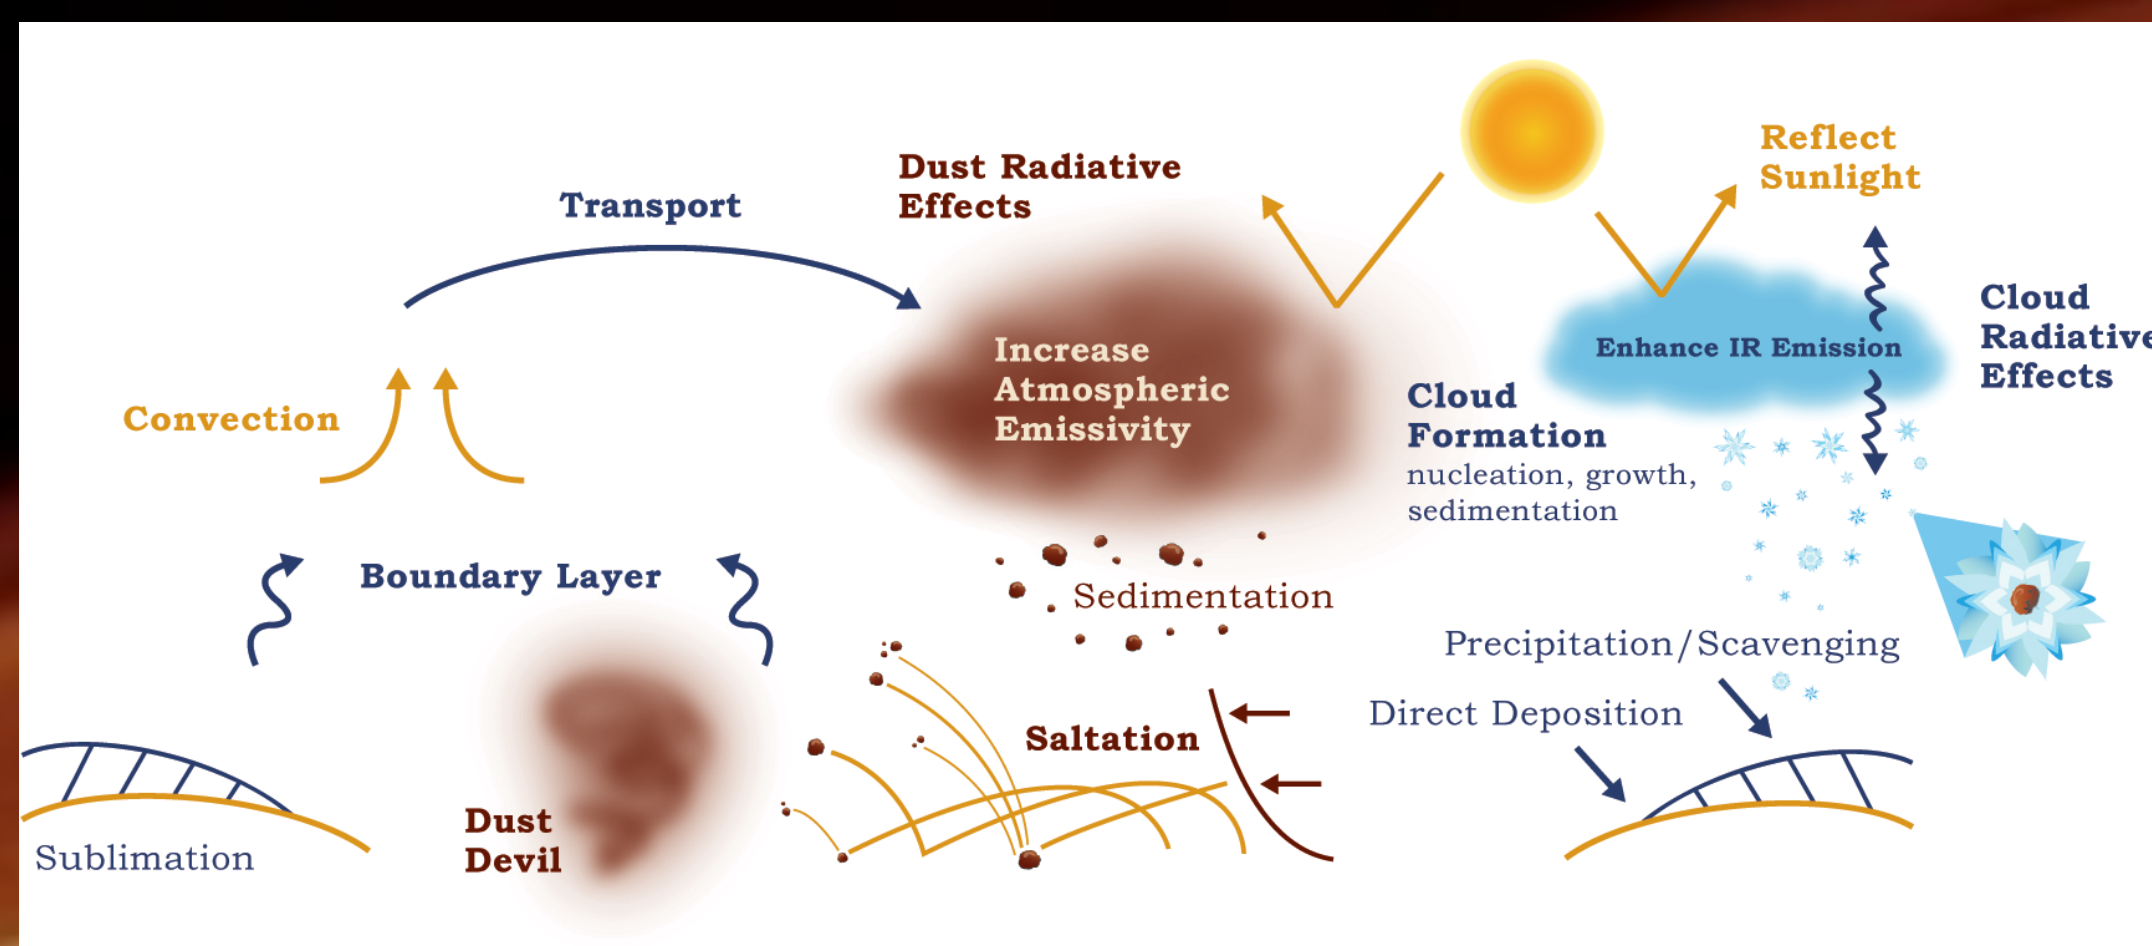 Reflect
Sunlight
Dust Radiative
Effects
Transport
Cloud
Radiative
Effects
Enhance IR Emission
Increase
Atmospheric
Emissivity
Cloud
Formation
nucleation, growth,
sedimentation
Convection
Boundary Layer
Sedimentation
Precipitation/Scavenging
Direct Deposition
Saltation
Dust
Devil
Sublimation